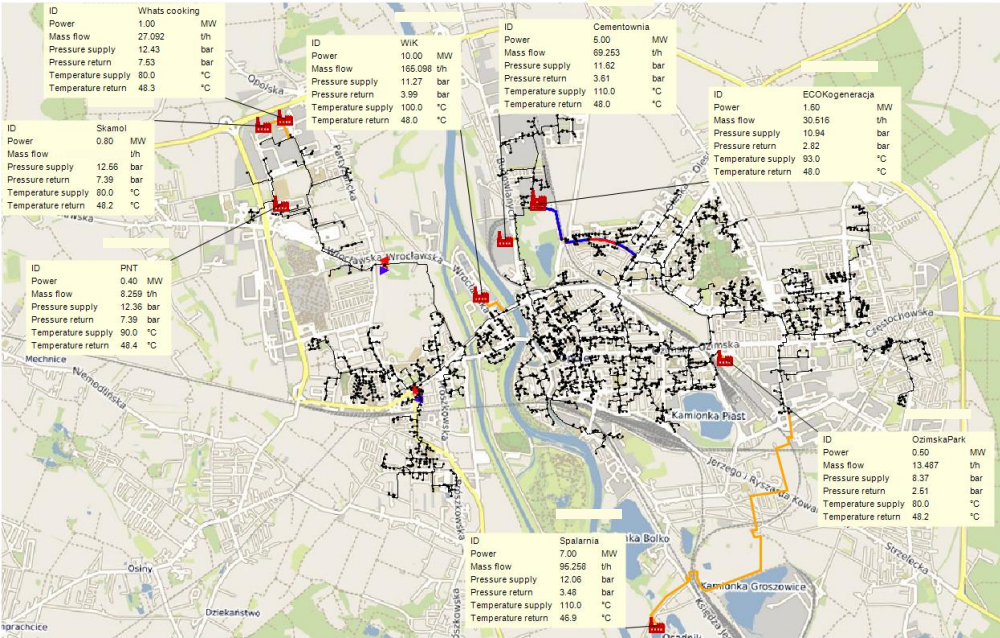 ID Whats cooking
Power 1.00 MW
Mass flow 27.092 t/h
Pressure supply 12.43 bar
Pressure return 7.53 bar
Temperature supply 80.0 °C
Temperature return 48.3 °C
ID WiK
Power 10.00 MW
Mass flow 165.098 t/h
Pressure supply 11.27 bar
Pressure return 3.99 bar
Temperature supply 100.0 °C
Temperature return 48.0 °C
ID Cementownia
Power 5.00 MW
Mass flow 69.253 t/h
Pressure supply 11.62 bar
Pressure return 3.61 bar
Temperature supply 110.0 °C
Temperature return 48.0 °C
ID ECOKogeneracja
Power 1.60 MW
Mass flow 30.516 t/h
Pressure supply 10.94 bar
Pressure return 2.82 bar
Temperature supply 93.0 °C
Temperature return 48.0 °C
ID Skamol
Power 0.80 MW
Mass flow t/h
Pressure supply 12.66 bar
Pressure return 7.39 bar
Temperature supply 80.0 °C
Temperature return 48.2 °C
ID PNT
Power 0.40 MW
Mass flow 8.269 t/h
Pressure supply 12.36 bar
Pressure return 7.39 bar
Temperature supply 90.0 °C
Temperature return 48.4 °C
ID OzimskaPark
Power 0.50 MW
Mass flow 13.487 t/h
Pressure supply 8.37 bar
Pressure return 2.51 bar
Temperature supply 80.0 °C
Temperature return 48.2 °C
ID Spalarnia
Power 7.00 MW
Mass flow 95.258 t/h
Pressure supply 12.06 bar
Pressure return 3.48 bar
Temperature supply 110.0 °C
Temperature return 46.9 °C
Opolska
Partyzancka
Wrocławska Wrocławska
Ozimska
Częstochowska
Mechnice
Niemodlińska
Prószkowska
Kamionka Piast
Jerzego i Ryszarda Kowal
Strzelecka
nka Bolko
Kamionka Groszowice
Dziekaństwo
mprachcice
Osiny